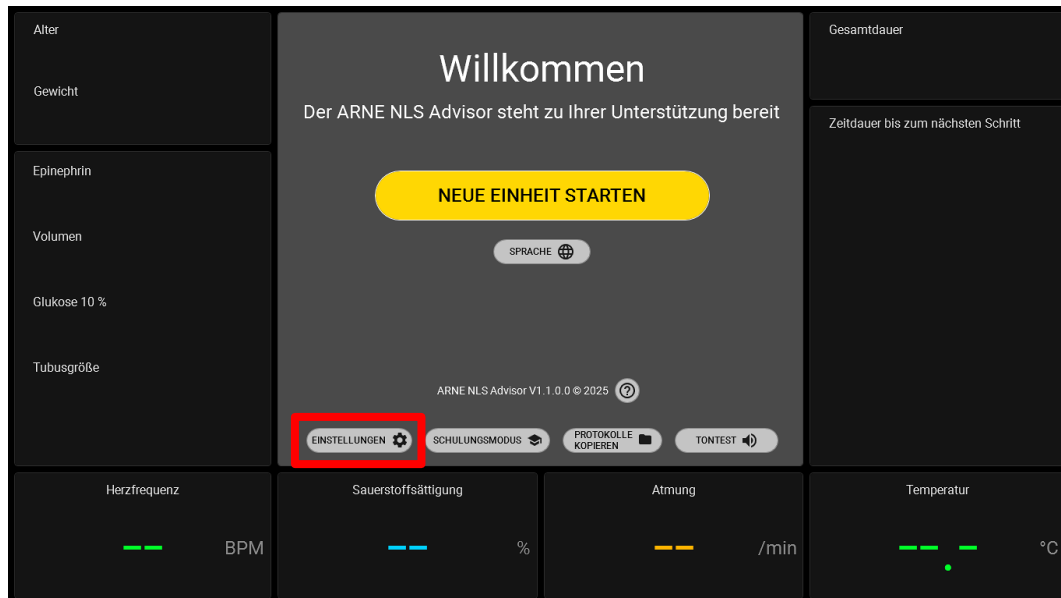 Alter
Gewicht
Epinephrin
Volumen
Glukose 10 %
Tubusgröße
Willkommen
Der ARNE NLS Advisor steht zu Ihrer Unterstützung bereit
NEUE EINHEIT STARTEN
SPRACHE
ARNE NLS Advisor V1.1.0.0 © 2025
EINSTELLUNGEN
SCHULUNGSMODUS
PROTOKOLLE
KOPIEREN
TONTEST
Gesamtdauer
Zeitdauer bis zum nächsten Schritt
Herzfrequenz
-- BPM
Sauerstoffsättigung
-- %
Atmung
-- /min
Temperatur
--.- °C